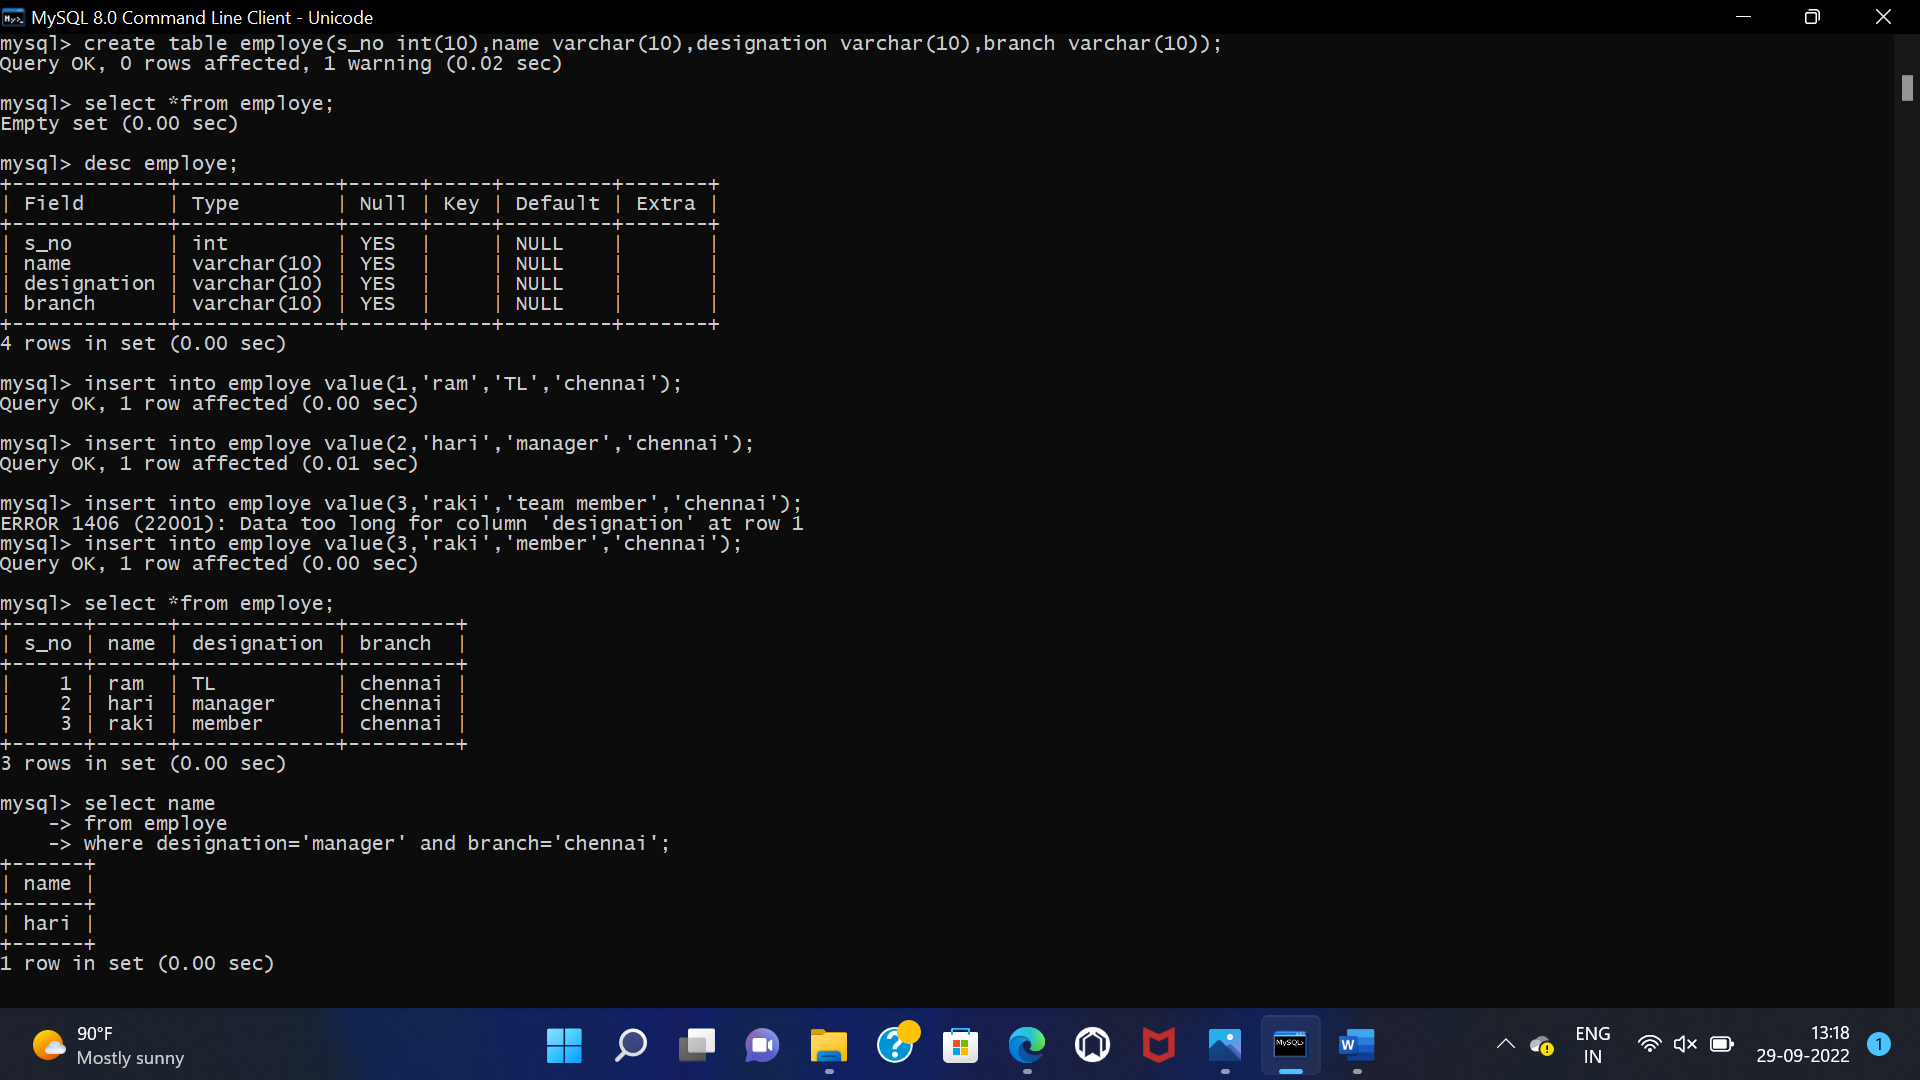 MySQL 8.0 Command Line Client - Unicode
mysql> create table employe(s_no int(10),name varchar(10),designation varchar(10),branch varchar(10));
Query OK, 0 rows affected, 1 warning (0.02 sec)
mysql> select *from employe;
Empty set (0.00 sec)
mysql> desc employe;
+-------------+-------------+------+-----+---------+-------+
| Field       | Type        | Null | Key | Default | Extra |
+-------------+-------------+------+-----+---------+-------+
| s_no        | int         | YES  |     | NULL    |       |
| name        | varchar(10) | YES  |     | NULL    |       |
| designation | varchar(10) | YES  |     | NULL    |       |
| branch      | varchar(10) | YES  |     | NULL    |       |
+-------------+-------------+------+-----+---------+-------+
4 rows in set (0.00 sec)
mysql> insert into employe value(1,'ram','TL','chennai');
Query OK, 1 row affected (0.00 sec)
mysql> insert into employe value(2,'hari','manager','chennai');
Query OK, 1 row affected (0.01 sec)
mysql> insert into employe value(3,'raki','team member','chennai');
ERROR 1406 (22001): Data too long for column 'designation' at row 1
mysql> insert into employe value(3,'raki','member','chennai');
Query OK, 1 row affected (0.00 sec)
mysql> select *from employe;
+------+------+-------------+---------+
| s_no | name | designation | branch  |
+------+------+-------------+---------+
|    1 | ram  | TL          | chennai |
|    2 | hari | manager     | chennai |
|    3 | raki | member      | chennai |
+------+------+-------------+---------+
3 rows in set (0.00 sec)
mysql> select name
    -> from employe
    -> where designation='manager' and branch='chennai';
+------+
| name |
+------+
| hari |
+------+
1 row in set (0.00 sec)
90°F
Mostly sunny
MySQL>
W
ENG
IN
13:18
29-09-2022
1